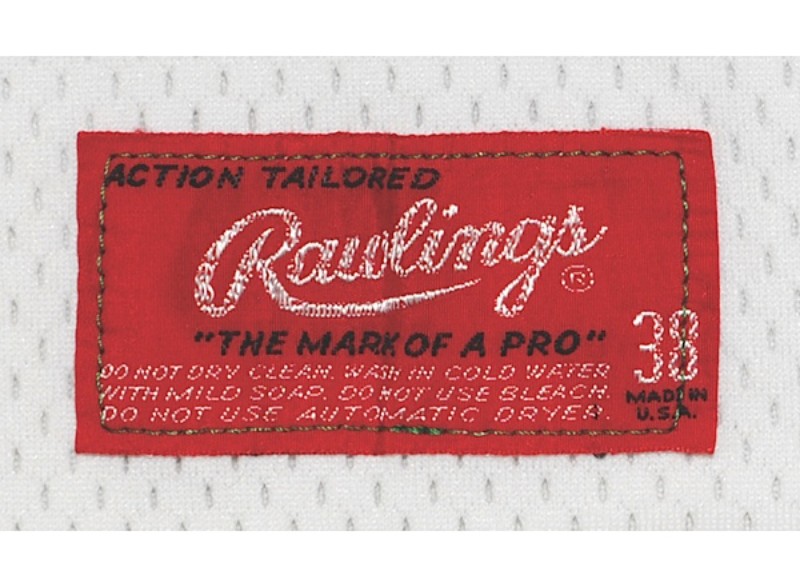 ACTION TAILORED
Rawlings ®
"THE MARK OF A PRO"
38
DO NOT DRY CLEAN. WASH IN COLD WATER
WITH MILD SOAP. DO NOT USE BLEACH.
DO NOT USE AUTOMATIC DRYER.
MADE IN
U.S.A.